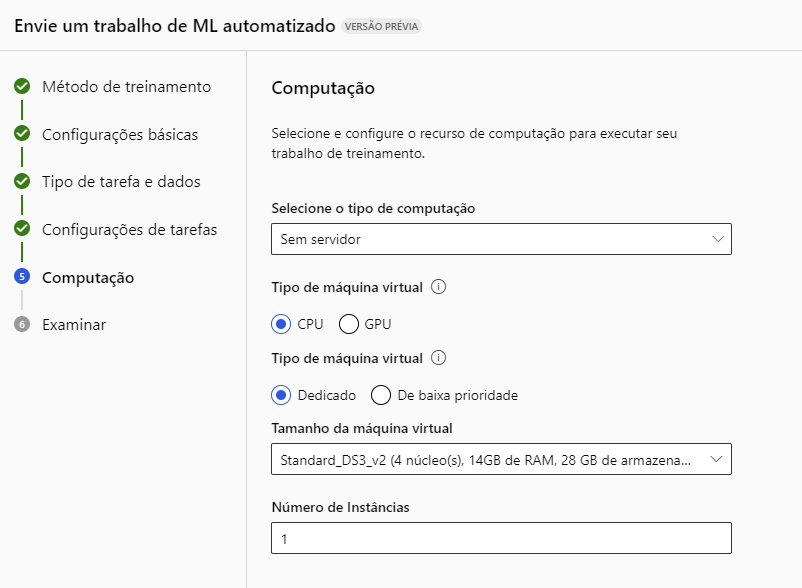 Envie um trabalho de ML automatizado VERSÃO PRÉVIA
Método de treinamento
Configurações básicas
Tipo de tarefa e dados
Configurações de tarefas
5 Computação
6 Examinar
Computação
Selecione e configure o recurso de computação para executar seu
trabalho de treinamento.
Selecione o tipo de computação
Sem servidor
Tipo de máquina virtual
CPU GPU
Tipo de máquina virtual
Dedicado De baixa prioridade
Tamanho da máquina virtual
Standard_DS3_v2 (4 núcleo(s), 14GB de RAM, 28 GB de armazena...
Número de Instâncias
1